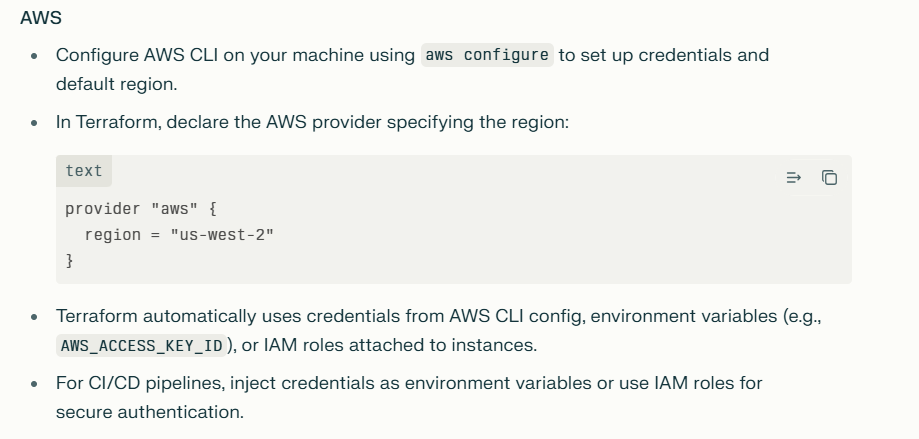 AWS
• Configure AWS CLI on your machine using aws configure to set up credentials and
default region.
• In Terraform, declare the AWS provider specifying the region:
text
provider "aws" {
  region = "us-west-2"
}
• Terraform automatically uses credentials from AWS CLI config, environment variables (e.g.,
AWS_ACCESS_KEY_ID), or IAM roles attached to instances.
• For CI/CD pipelines, inject credentials as environment variables or use IAM roles for
secure authentication.